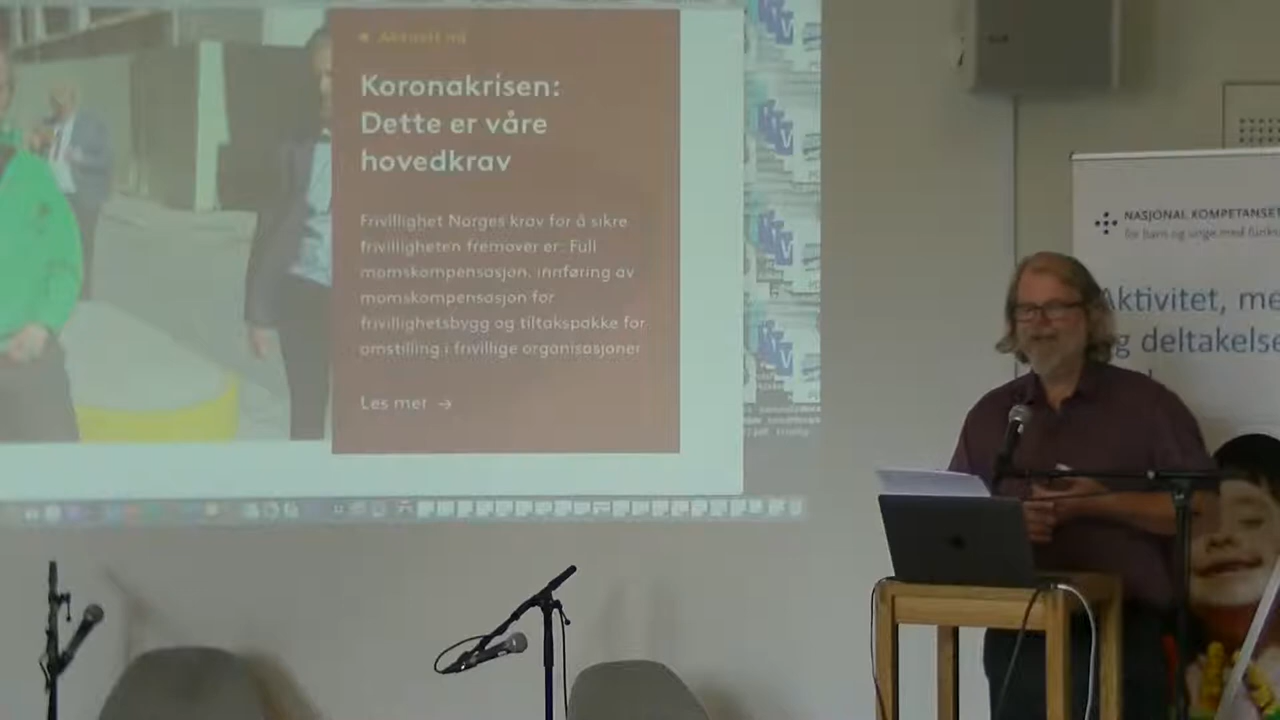 Aktuelt nå
Koronakrisen:
Dette er våre
hovedkrav
Frivillighet Norges krav for å sikre
frivilligheten fremover er: Full
momskompensasjon, innføring av
momskompensasjon for
frivillighetsbygg og tiltakspakke for
omstilling i frivillige organisasjoner
Les mer →
NASJONAL KOMPETANSE
for barn og unge med funks
Aktivitet, me
g deltakelse